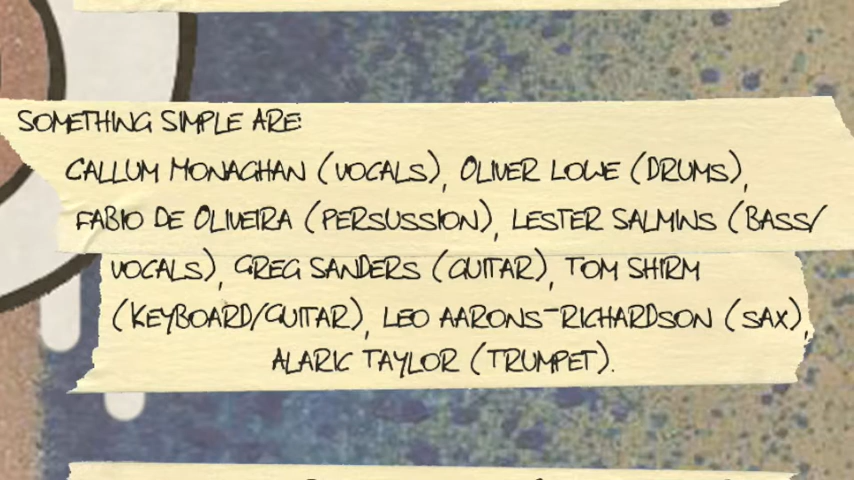 SOMETHING SIMPLE ARE:
CALLUM MONAGHAN (VOCALS), OLIVER LOWE (DRUMS),
FABIO DE OLIVEIRA (PERSUSSION), LESTER SALMINS (BASS/
VOCALS), GREG SANDERS (GUITAR), TOM SHIRM
(KEYBOARD/GUITAR), LEO AARONS-RICHARDSON (SAX),
ALARIC TAYLOR (TRUMPET).